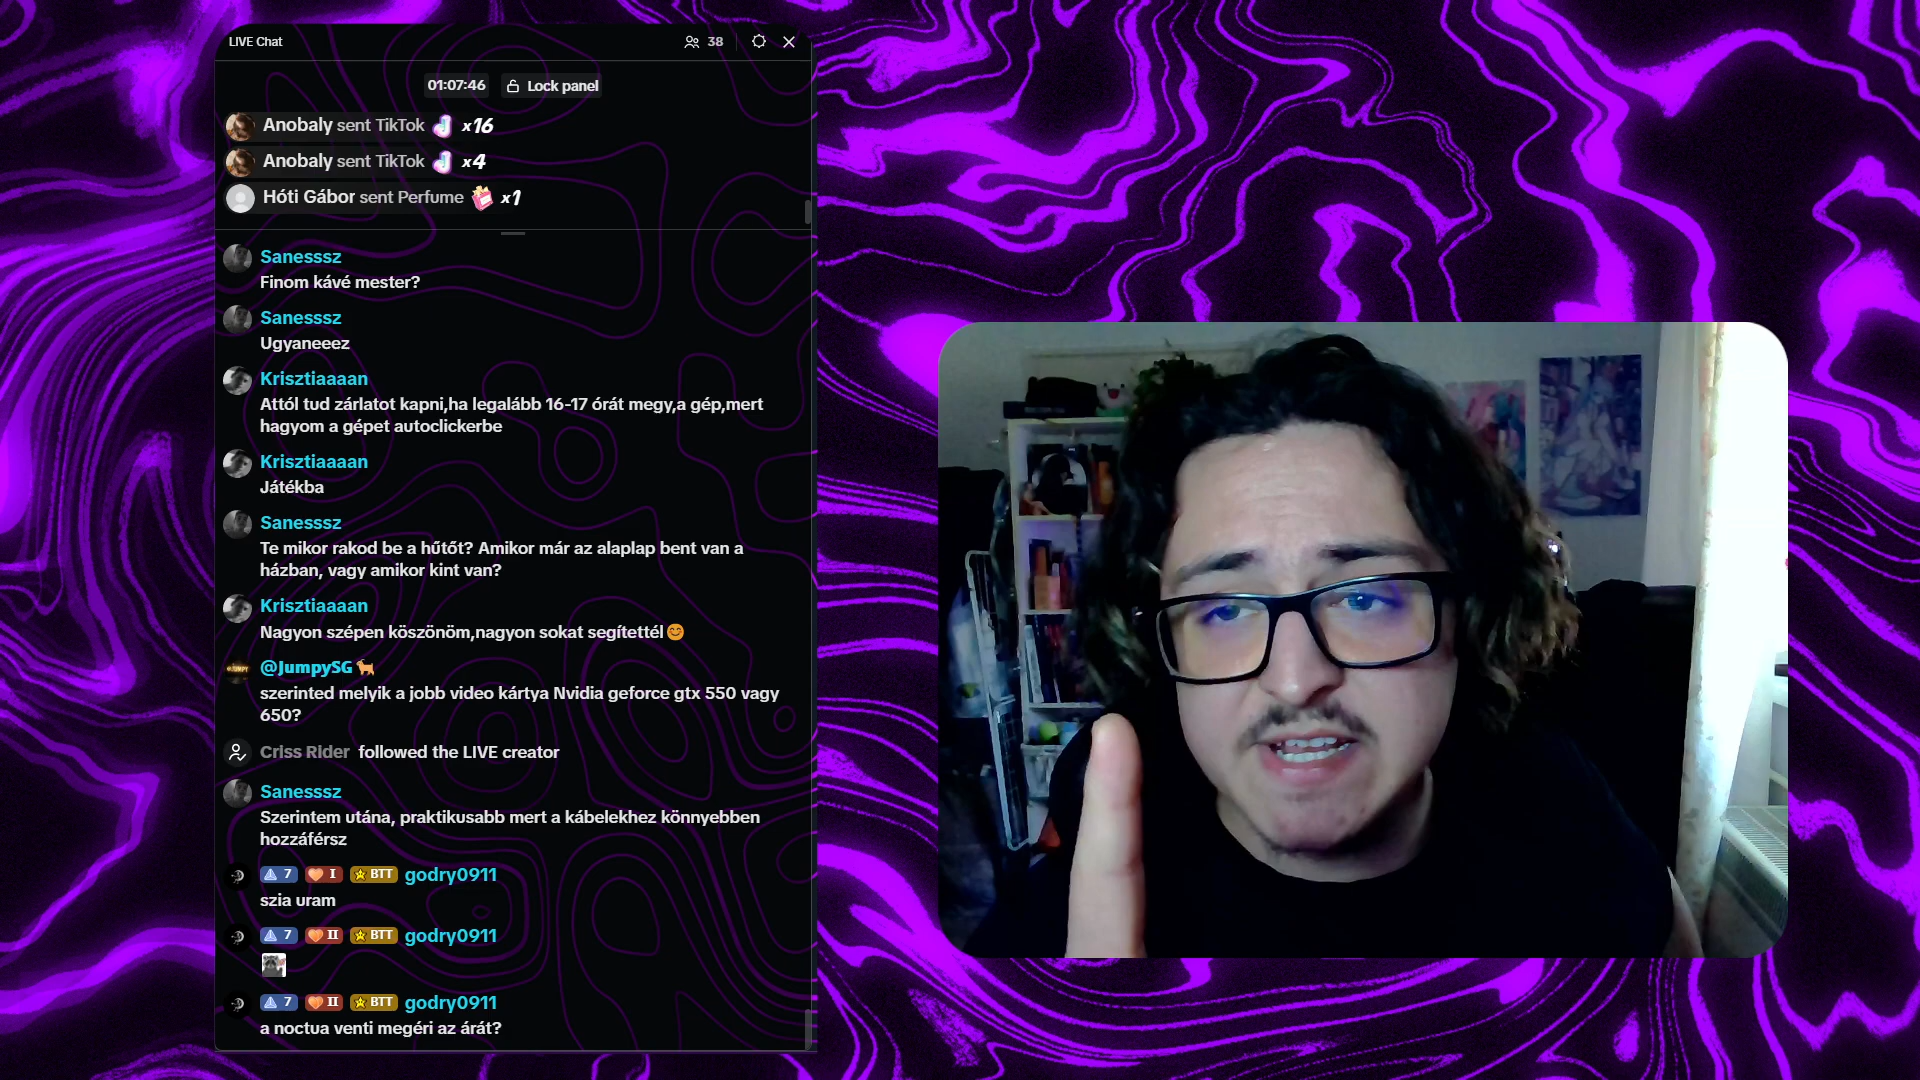 LIVE Chat
38
01:07:46
Lock panel
Anobaly sent TikTok x16
Anobaly sent TikTok x4
Hóti Gábor sent Perfume x1
Sanesssz
Finom kávé mester?
Sanesssz
Ugyaneeez
Krisztiaaaan
Attól tud zárlatot kapni,ha legalább 16-17 órát megy,a gép,mert
hagyom a gépet autoclickerbe
Krisztiaaaan
Játékba
Sanesssz
Te mikor rakod be a hűtőt? Amikor már az alaplap bent van a
házban, vagy amikor kint van?
Krisztiaaaan
Nagyon szépen köszönöm,nagyon sokat segítettél😊
@JumpySG🐕
szerinted melyik a jobb video kártya Nvidia geforce gtx 550 vagy
650?
Criss Rider followed the LIVE creator
Sanesssz
Szerintem utána, praktikusabb mert a kábelekhez könnyebben
hozzáférsz
7 I BTT godry0911
szia uram
7 II BTT godry0911
7 II BTT godry0911
a noctua venti megéri az árát?